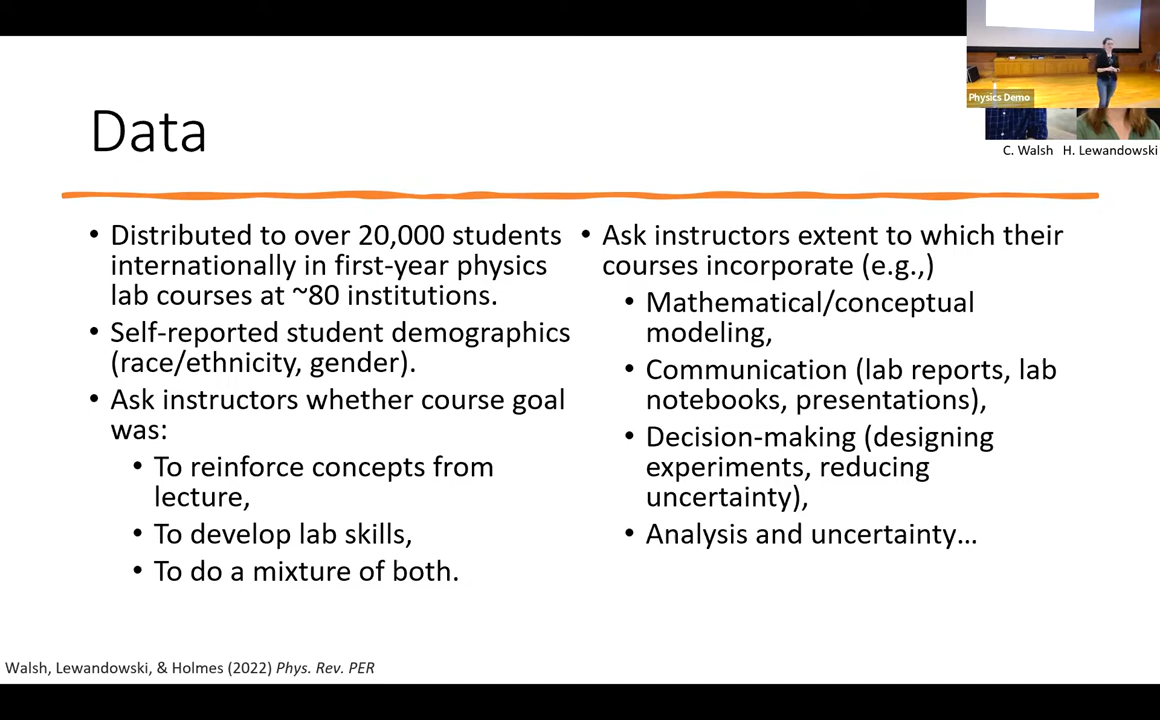 Physics Demo
C. Walsh H. Lewandowski
Data
• Distributed to over 20,000 students
internationally in first-year physics
lab courses at ~80 institutions.
• Self-reported student demographics
(race/ethnicity, gender).
• Ask instructors whether course goal
was:
• To reinforce concepts from
lecture,
• To develop lab skills,
• To do a mixture of both.
• Ask instructors extent to which their
courses incorporate (e.g.,)
• Mathematical/conceptual
modeling,
• Communication (lab reports, lab
notebooks, presentations),
• Decision-making (designing
experiments, reducing
uncertainty),
• Analysis and uncertainty…
Walsh, Lewandowski, & Holmes (2022) Phys. Rev. PER